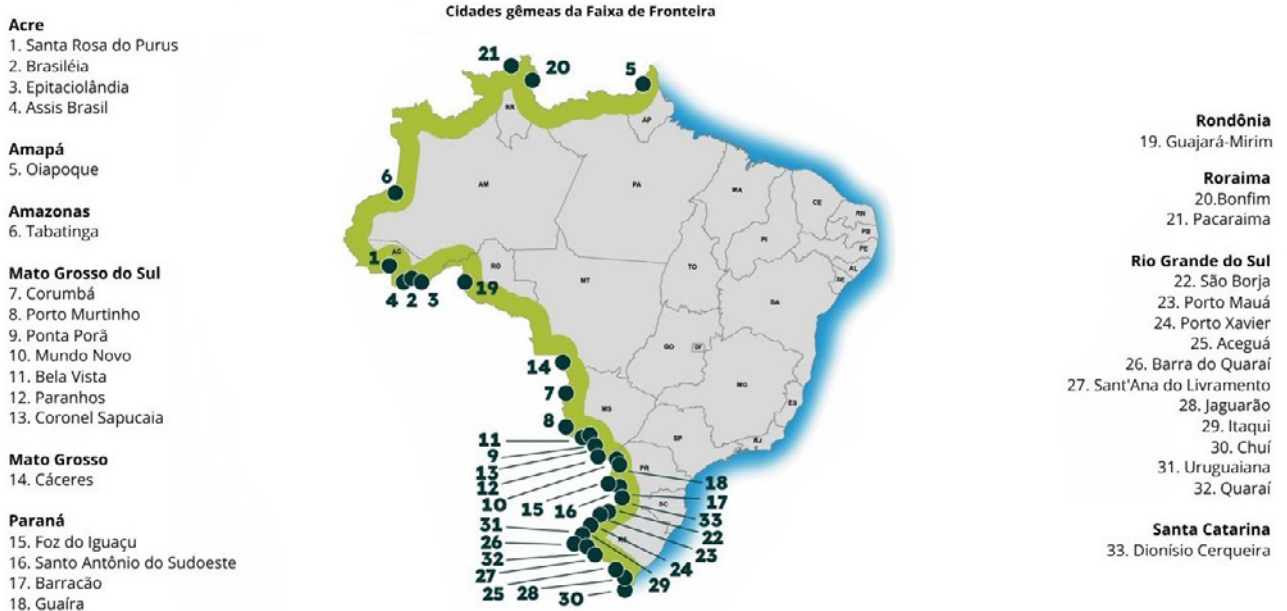 Cidades gêmeas da Faixa de Fronteira
Acre
1. Santa Rosa do Purus
2. Brasiléia
3. Epitaciolândia
4. Assis Brasil
Amapá
5. Oiapoque
Amazonas
6. Tabatinga
Mato Grosso do Sul
7. Corumbá
8. Porto Murtinho
9. Ponta Porã
10. Mundo Novo
11. Bela Vista
12. Paranhos
13. Coronel Sapucaia
Mato Grosso
14. Cáceres
Paraná
15. Foz do Iguaçu
16. Santo Antônio do Sudoeste
17. Barracão
18. Guaíra
21
20
5
RR
AP
6
AM
PA
MA
CE
RN
PB
PE
AL
SE
PI
1
AC
4 2 3
19
RO
TO
MT
BA
GO
DF
14
7
MG
ES
8
MS
SP
RJ
11
9
13
12
10
15
16
PR
18
17
33
SC
22
23
31
26
32
27
25
28
30
RS
24
29
Rondônia
19. Guajará-Mirim
Roraima
20.Bonfim
21. Pacaraima
Rio Grande do Sul
22. São Borja
23. Porto Mauá
24. Porto Xavier
25. Aceguá
26. Barra do Quaraí
27. Sant'Ana do Livramento
28. Jaguarão
29. Itaqui
30. Chuí
31. Uruguaiana
32. Quaraí
Santa Catarina
33. Dionísio Cerqueira